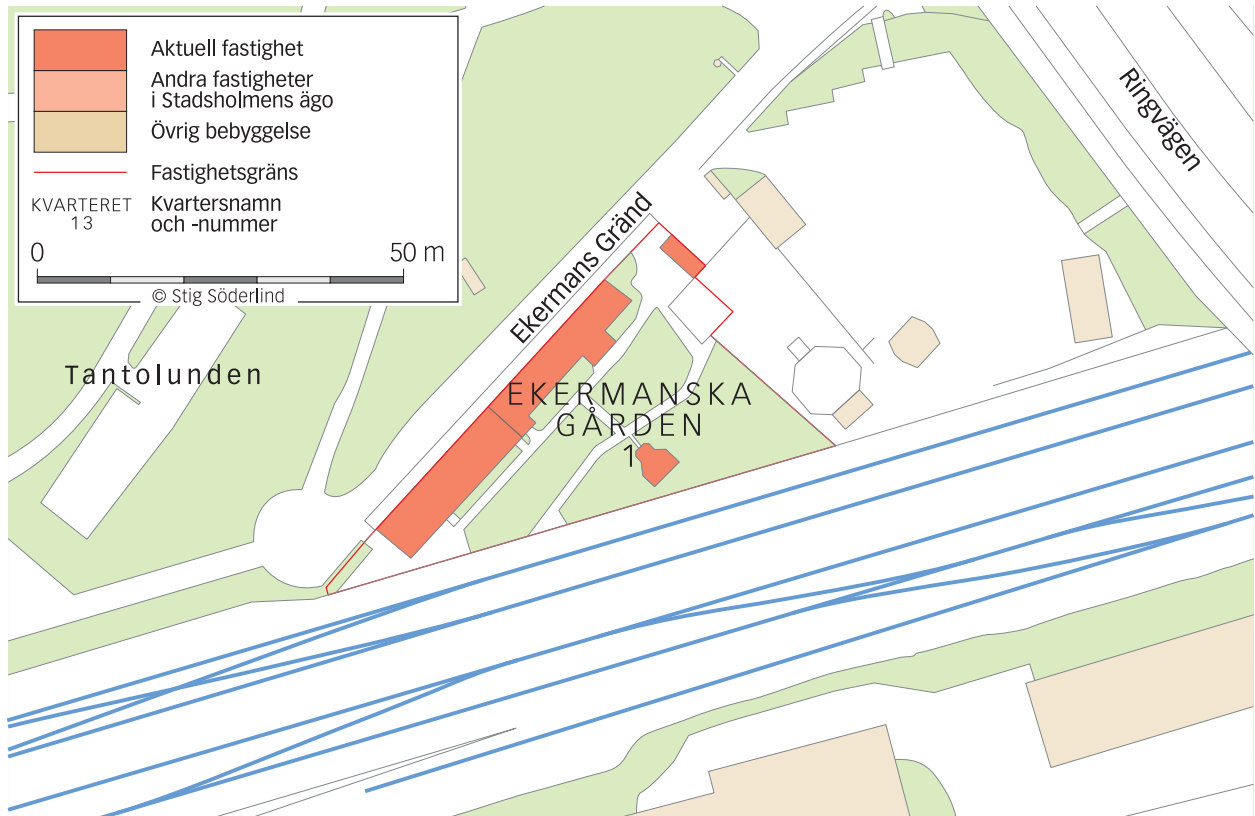 Aktuell fastighet
Andra fastigheter
i Stadsholmens ägo
Övrig bebyggelse
Fastighetsgräns
KVARTERET
13
Kvartersnamn
och -nummer
0
50 m
© Stig Söderlind
Ringvägen
Ekermans Gränd
Tantolunden
EKERMANSKA
GÅRDEN
1